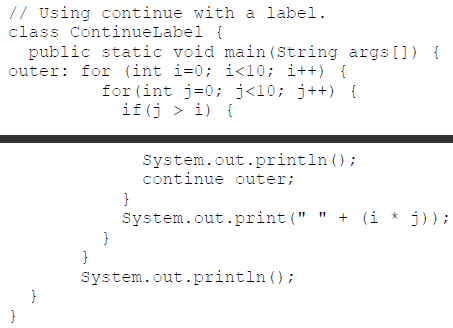 // Using continue with a label.
class ContinueLabel {
  public static void main(String args[]) {
outer: for (int i=0; i<10; i++) {
         for(int j=0; j<10; j++) {
           if(j > i) {
             System.out.println();
             continue outer;
           }
           System.out.print(" " + (i * j));
         }
       }
       System.out.println();
  }
}